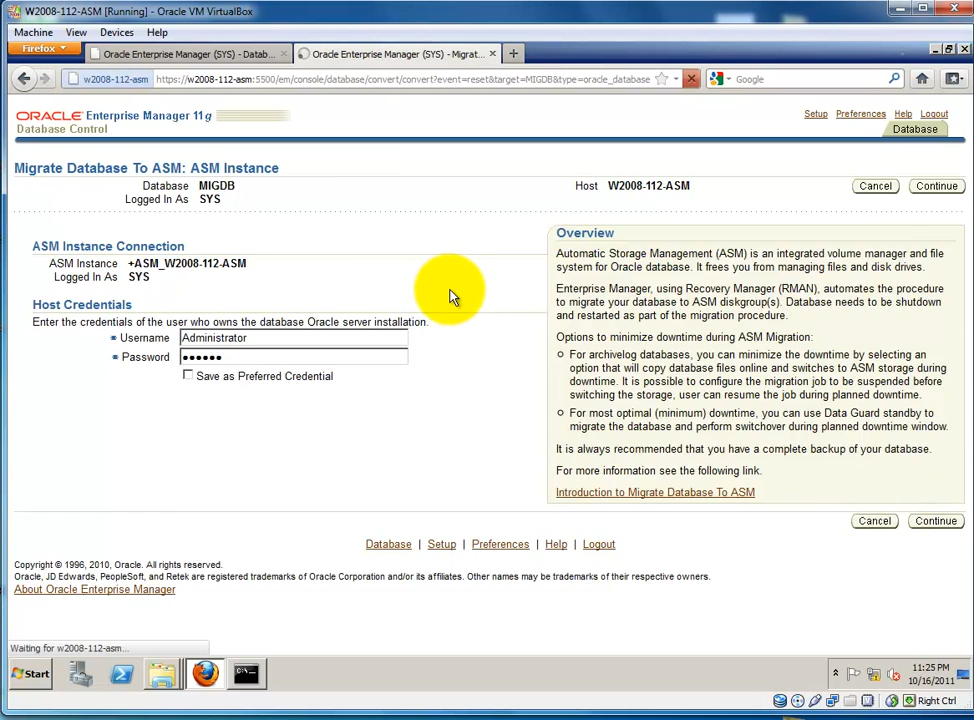 W2008-112-ASM [Running] - Oracle VM VirtualBox
Machine View Devices Help
Firefox
Oracle Enterprise Manager (SYS) - Datab...
Oracle Enterprise Manager (SYS) - Migrat...
w2008-112-asm https://w2008-112-asm:5500/em/console/database/convert/convert?event=reset&target=MIGDB&type=oracle_database
Google
ORACLE Enterprise Manager 11g
Database Control
Setup Preferences Help Logout
Database
Migrate Database To ASM: ASM Instance
Database MIGDB
Logged In As SYS
Host W2008-112-ASM
Cancel Continue
ASM Instance Connection
ASM Instance +ASM_W2008-112-ASM
Logged In As SYS
Host Credentials
Enter the credentials of the user who owns the database Oracle server installation.
* Username Administrator
* Password ••••••
Save as Preferred Credential
Overview
Automatic Storage Management (ASM) is an integrated volume manager and file
system for Oracle database. It frees you from managing files and disk drives.
Enterprise Manager, using Recovery Manager (RMAN), automates the procedure
to migrate your database to ASM diskgroup(s). Database needs to be shutdown
and restarted as part of the migration procedure.
Options to minimize downtime during ASM Migration:
For archivelog databases, you can minimize the downtime by selecting an
option that will copy database files online and switches to ASM storage during
downtime. It is possible to configure the migration job to be suspended before
switching the storage, user can resume the job during planned downtime.
For most optimal (minimum) downtime, you can use Data Guard standby to
migrate the database and perform switchover during planned downtime window.
It is always recommended that you have a complete backup of your database.
For more information see the following link.
Introduction to Migrate Database To ASM
Cancel Continue
Database | Setup | Preferences | Help | Logout
Copyright © 1996, 2010, Oracle. All rights reserved.
Oracle, JD Edwards, PeopleSoft, and Retek are registered trademarks of Oracle Corporation and/or its affiliates. Other names may be trademarks of their respective owners.
About Oracle Enterprise Manager
Waiting for w2008-112-asm...
Start
11:25 PM
10/16/2011
Right Ctrl